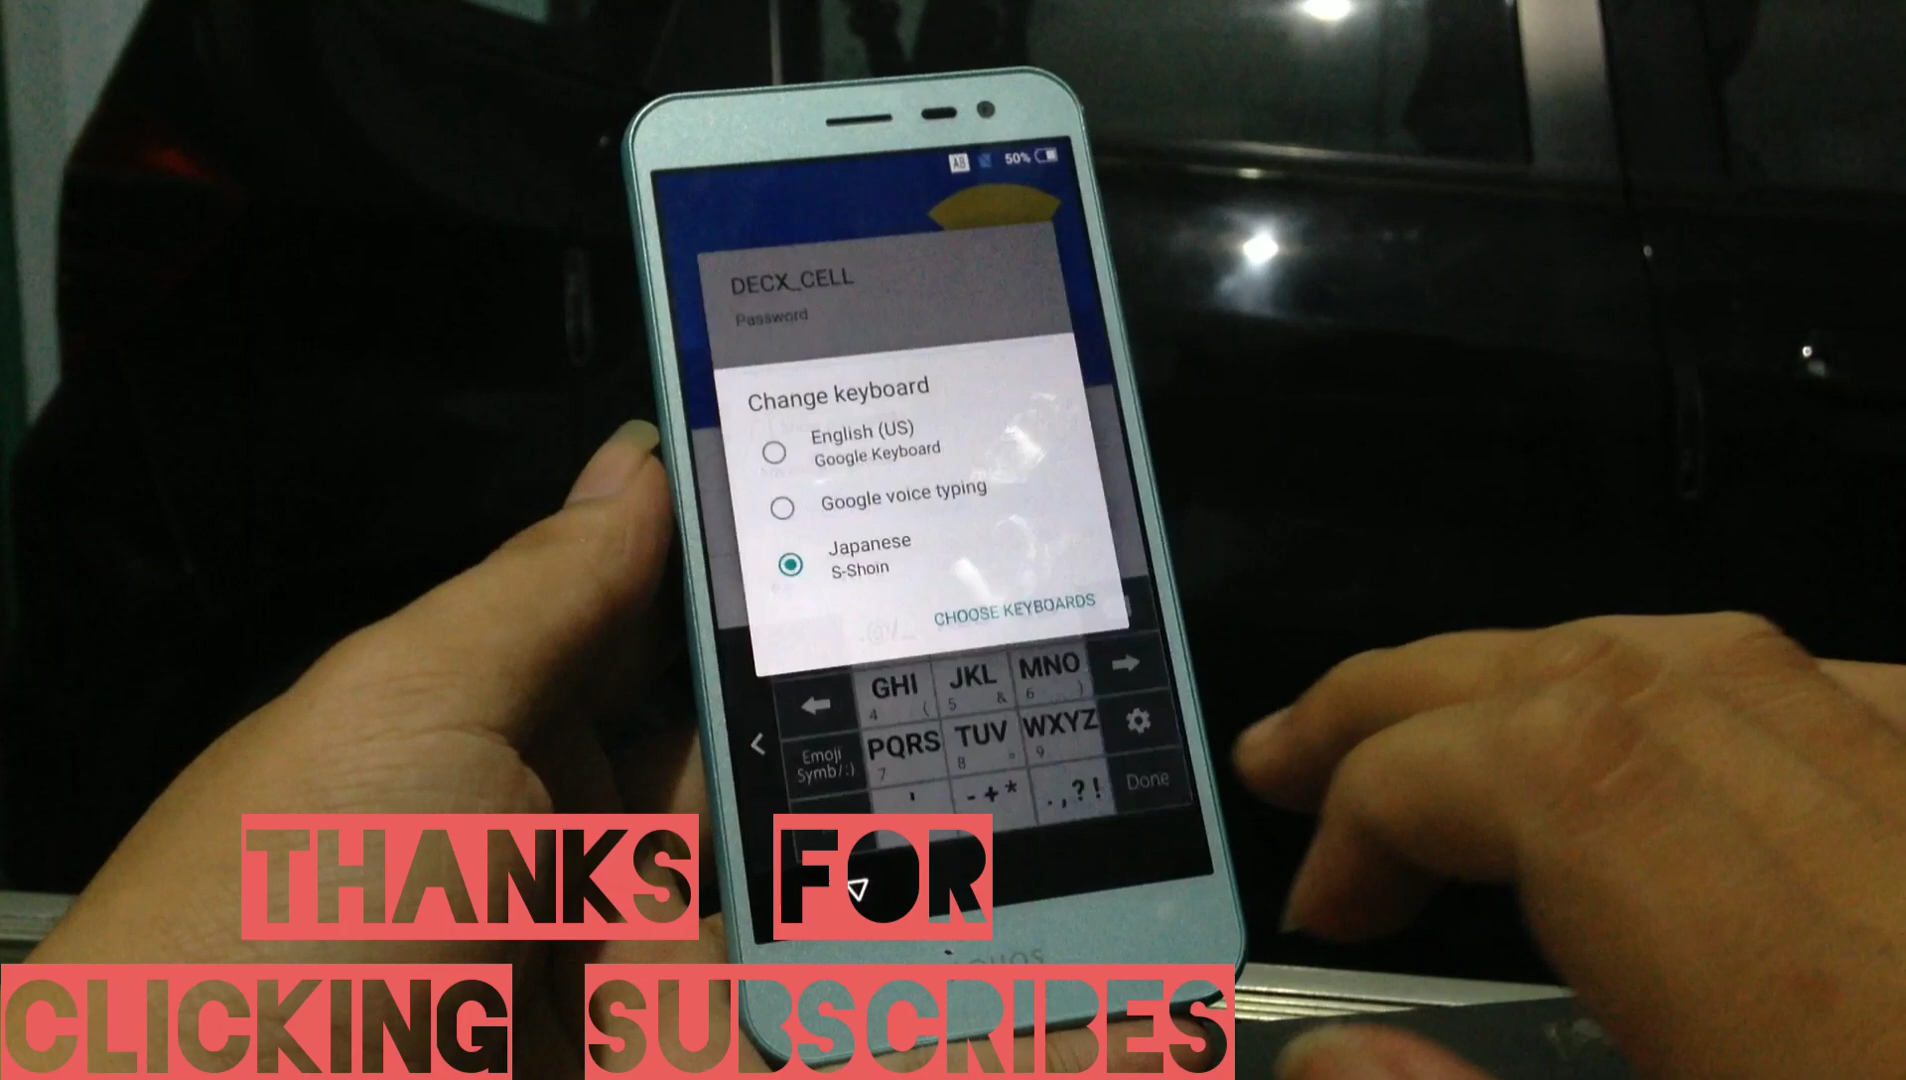 AB 50%
DECX_CELL
Password
Change keyboard
English (US)
Google Keyboard
Google voice typing
Japanese
S-Shoin
CHOOSE KEYBOARDS
GHI JKL MNO
4 ( 5 & 6 )
PQRS TUV WXYZ
Emoji
Symb/:)
7 8 9
' -+* .,?! Done
THANKS FOR
CLICKING SUBSCRIBES